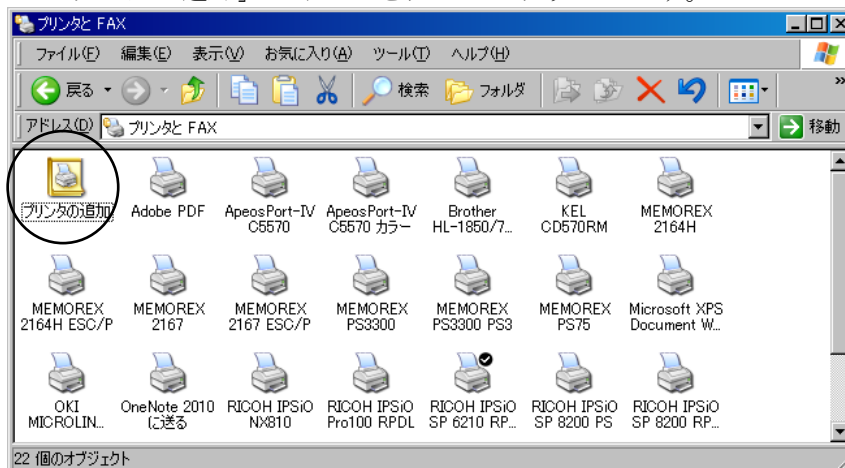 プリンタと FAX
ファイル(F) 編集(E) 表示(V) お気に入り(A) ツール(T) ヘルプ(H)
戻る 検索 フォルダ »
アドレス(D) プリンタと FAX 移動
プリンタの追加 Adobe PDF ApeosPort-IV C5570 ApeosPort-IV C5570 カラー Brother HL-1850/7... KEL CD570RM MEMOREX 2164H
MEMOREX 2164H ESC/P MEMOREX 2167 MEMOREX 2167 ESC/P MEMOREX PS3300 MEMOREX PS3300 PS3 MEMOREX PS75 Microsoft XPS Document W...
OKI MICROLIN... OneNote 2010 に送る RICOH IPSiO NX810 RICOH IPSiO Pro100 RPDL RICOH IPSiO SP 6210 RP... RICOH IPSiO SP 8200 PS RICOH IPSiO SP 8200 RP...
22 個のオブジェクト